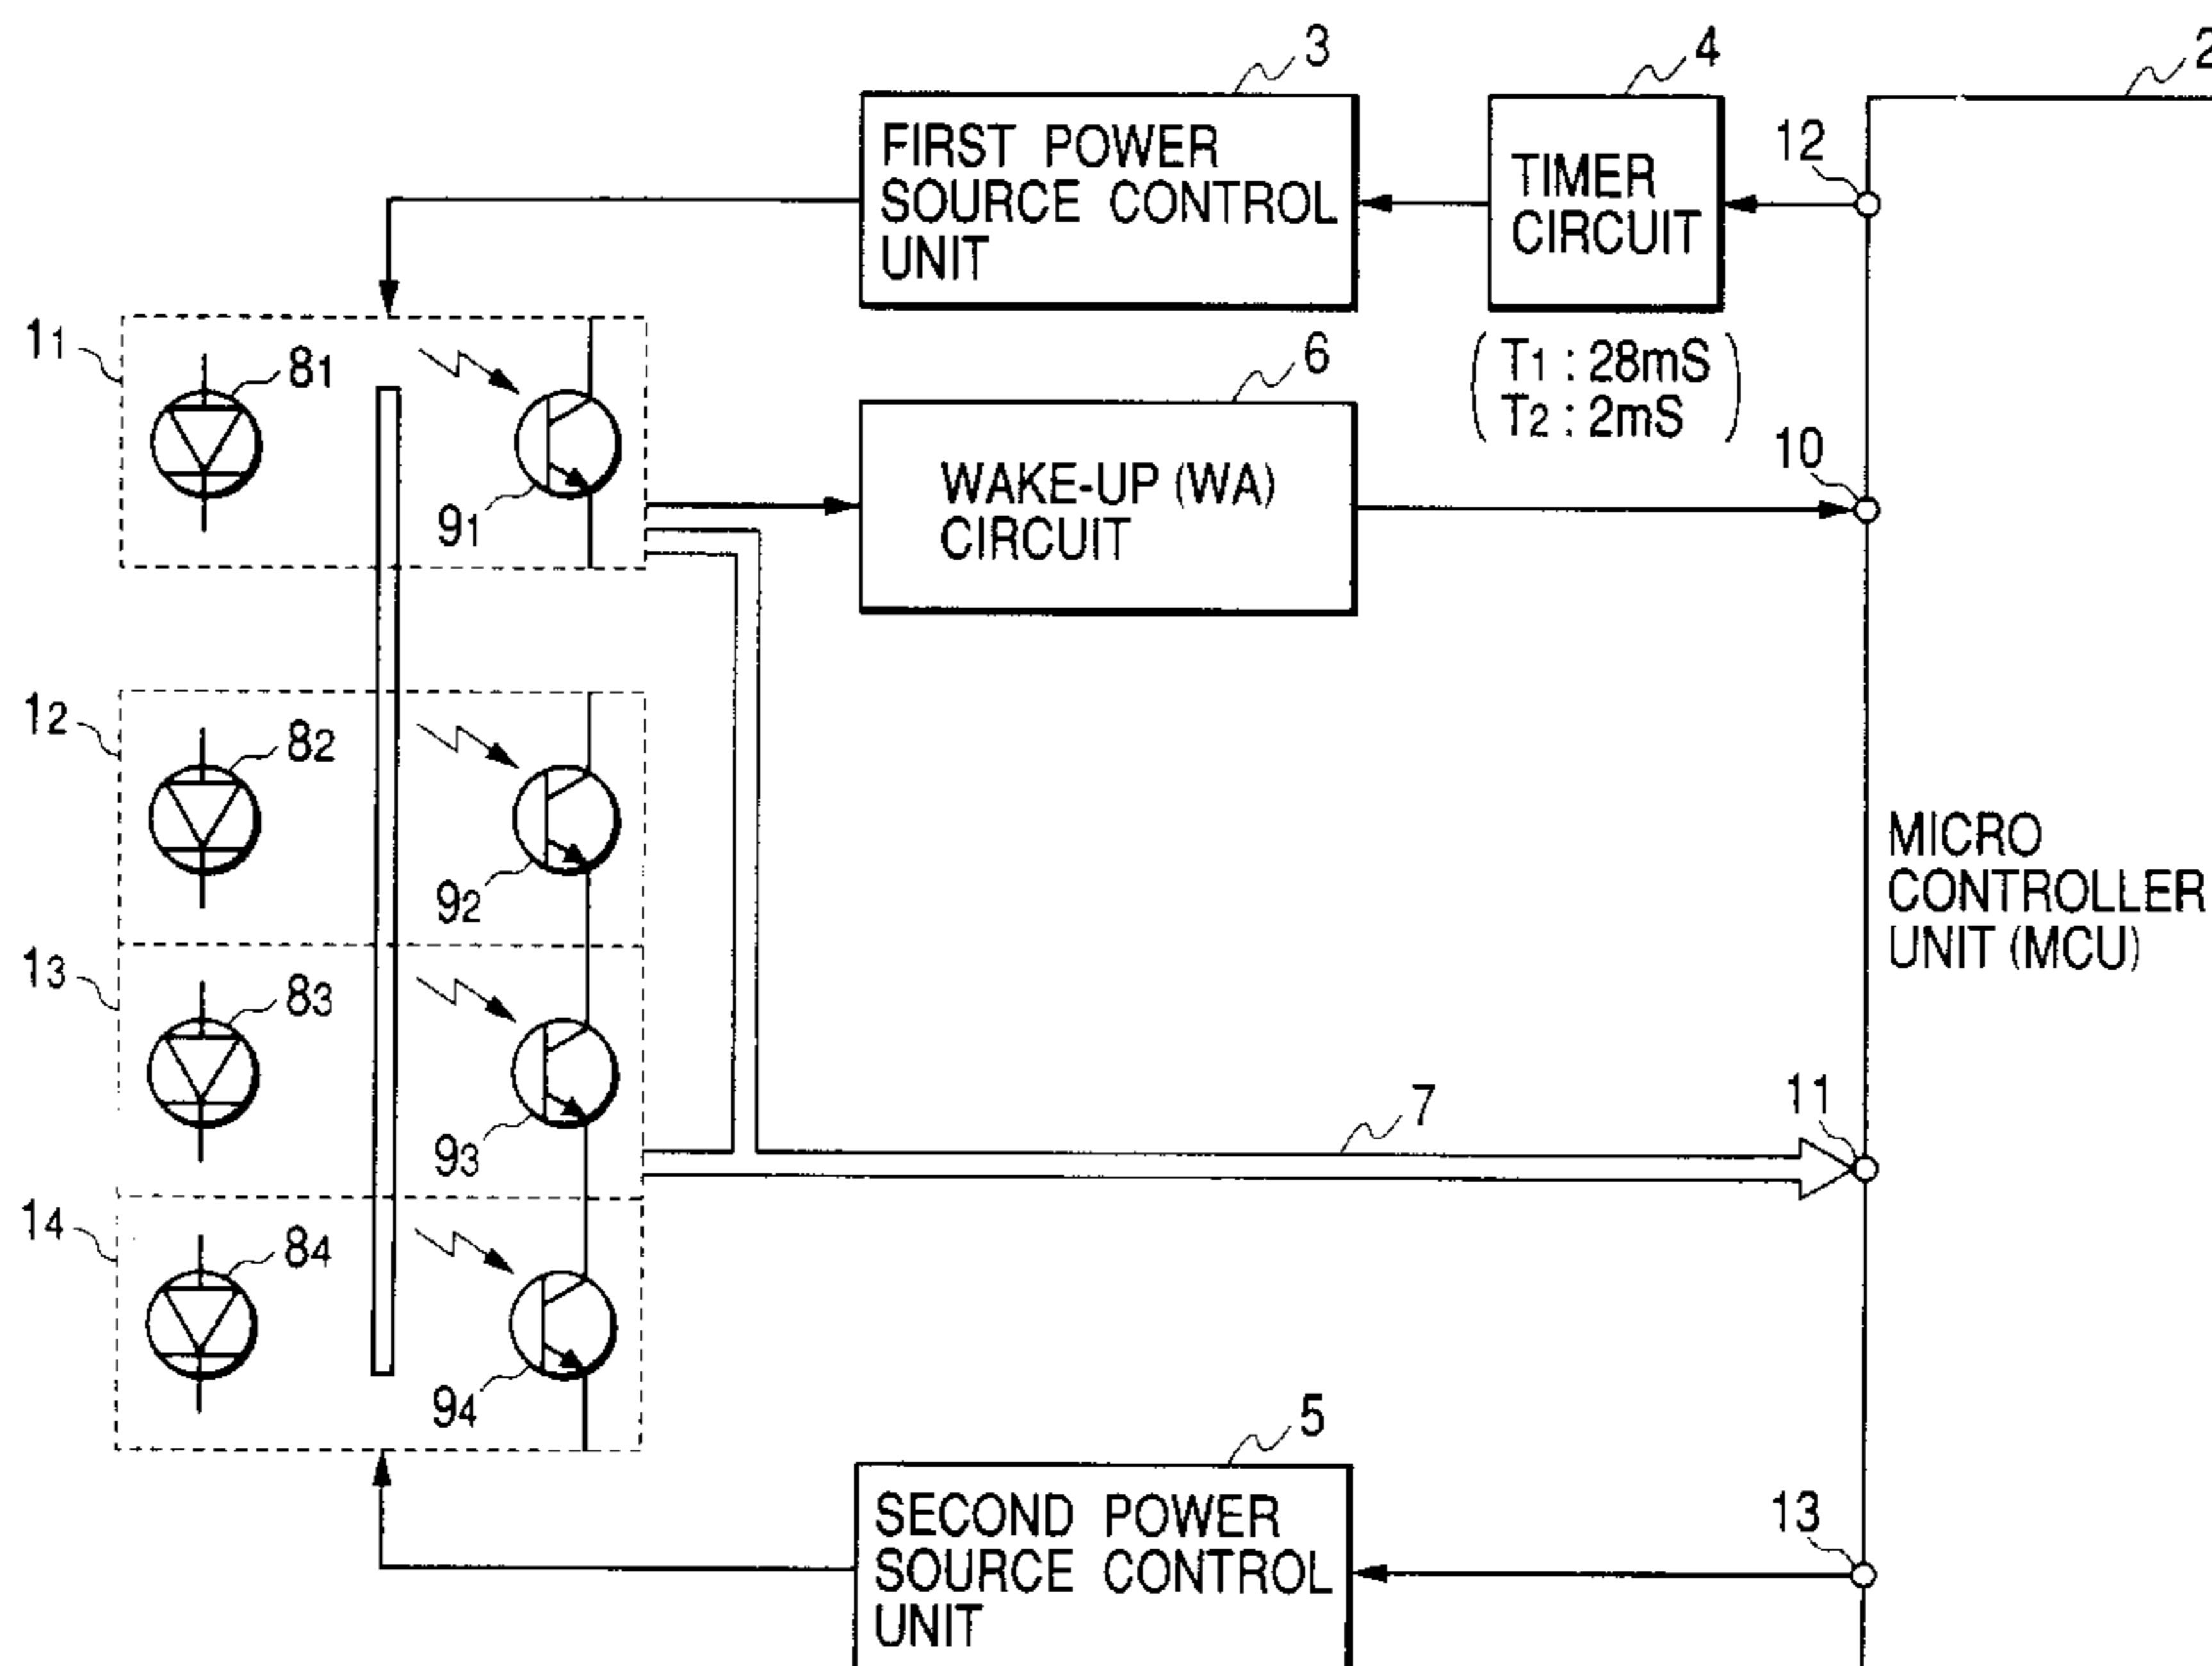 3
4
2
FIRST POWER
SOURCE CONTROL
UNIT
TIMER
CIRCUIT
12
( T1 : 28mS
T2 : 2mS )
11
81
91
6
WAKE-UP (WA)
CIRCUIT
10
12
82
92
MICRO
CONTROLLER
UNIT (MCU)
13
83
93
7
11
14
84
94
5
SECOND POWER
SOURCE CONTROL
UNIT
13